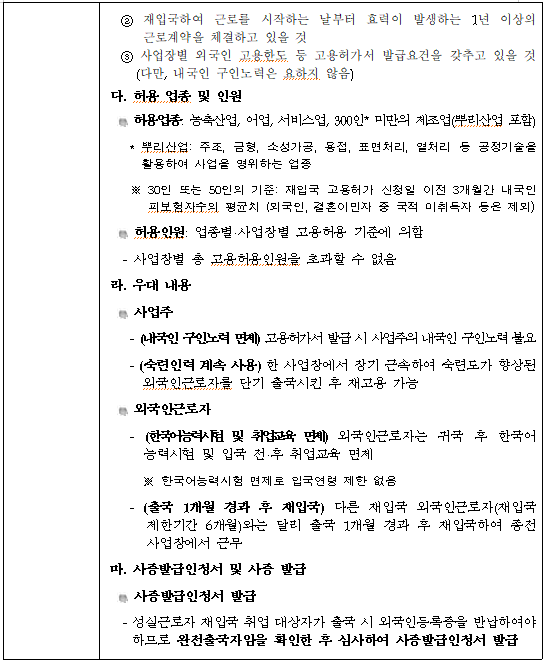 ② 재입국하여 근로를 시작하는 날부터 효력이 발생하는 1년 이상의
근로계약을 체결하고 있을 것
③ 사업장별 외국인 고용한도 등 고용허가서 발급요건을 갖추고 있을 것
(다만, 내국인 구인노력은 요하지 않음)
다. 허용 업종 및 인원
허용업종: 농축산업, 어업, 서비스업, 300인* 미만의 제조업(뿌리산업 포함)
* 뿌리산업: 주조, 금형, 소성가공, 용접, 표면처리, 열처리 등 공정기술을
활용하여 사업을 영위하는 업종
※ 30인 또는 50인의 기준: 재입국 고용허가 신청일 이전 3개월간 내국인
피보험자수의 평균치 (외국인, 결혼이민자 중 국적 미취득자 등은 제외)
허용인원: 업종별·사업장별 고용허용 기준에 의함
- 사업장별 총 고용허용인원을 초과할 수 없음
라. 우대 내용
사업주
- (내국인 구인노력 면제) 고용허가서 발급 시 사업주의 내국인 구인노력 불요
- (숙련인력 계속 사용) 한 사업장에서 장기 근속하여 숙련도가 향상된
외국인근로자를 단기 출국시킨 후 재고용 가능
외국인근로자
- (한국어능력시험 및 취업교육 면제) 외국인근로자는 귀국 후 한국어
능력시험 및 입국 전·후 취업교육 면제
※ 한국어능력시험 면제로 입국연령 제한 없음
- (출국 1개월 경과 후 재입국) 다른 재입국 외국인근로자(재입국
제한기간 6개월)와는 달리 출국 1개월 경과 후 재입국하여 종전
사업장에서 근무
마. 사증발급인정서 및 사증 발급
사증발급인정서 발급
- 성실근로자 재입국 취업 대상자가 출국 시 외국인등록증을 반납하여야
하므로 완전출국자임을 확인한 후 심사하여 사증발급인정서 발급